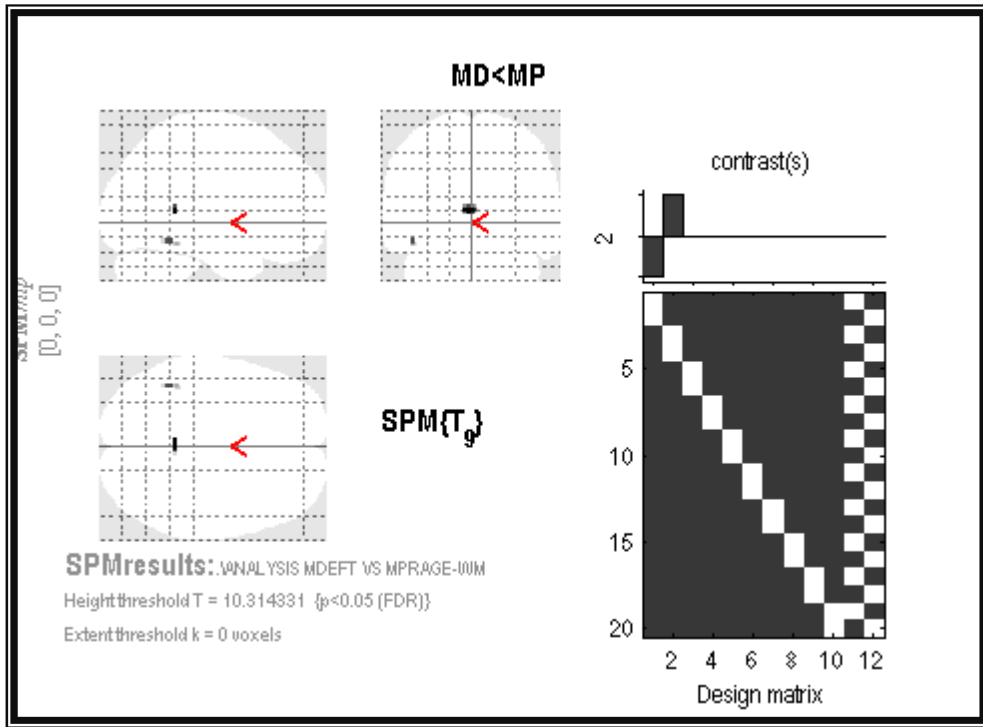 MD<MP
contrast(s)
2
SPMmip
[0, 0, 0]
SPM{T9}
5
10
15
20
2 4 6 8 10 12
Design matrix
SPMresults: .\ANALYSIS MDEFT VS MPRAGE-WM
Height threshold T = 10.314331 {p<0.05 (FDR)}
Extent threshold k = 0 voxels